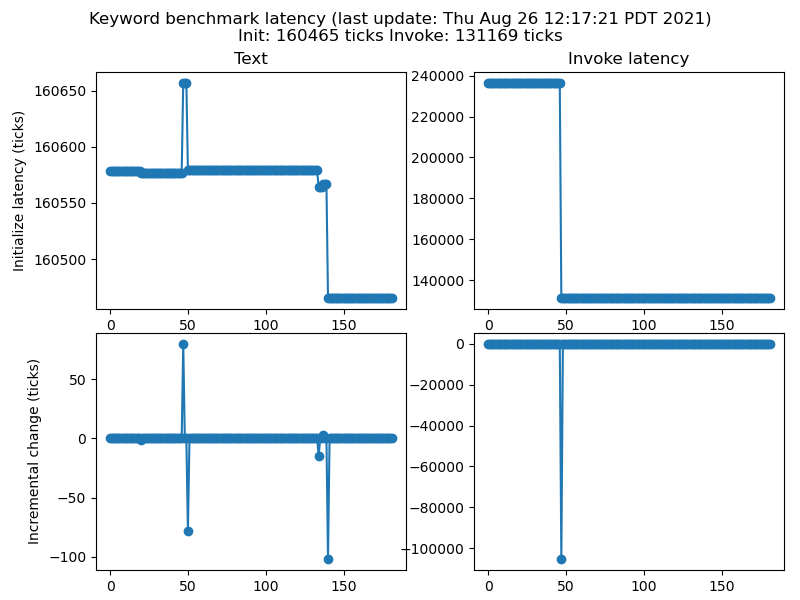 Keyword benchmark latency (last update: Thu Aug 26 12:17:21 PDT 2021)
Init: 160465 ticks Invoke: 131169 ticks
Text
Invoke latency
Initialize latency (ticks)
160650
160600
160550
160500
0 50 100 150
240000
220000
200000
180000
160000
140000
0 50 100 150
Incremental change (ticks)
50
0
−50
−100
0 50 100 150
0
−20000
−40000
−60000
−80000
−100000
0 50 100 150